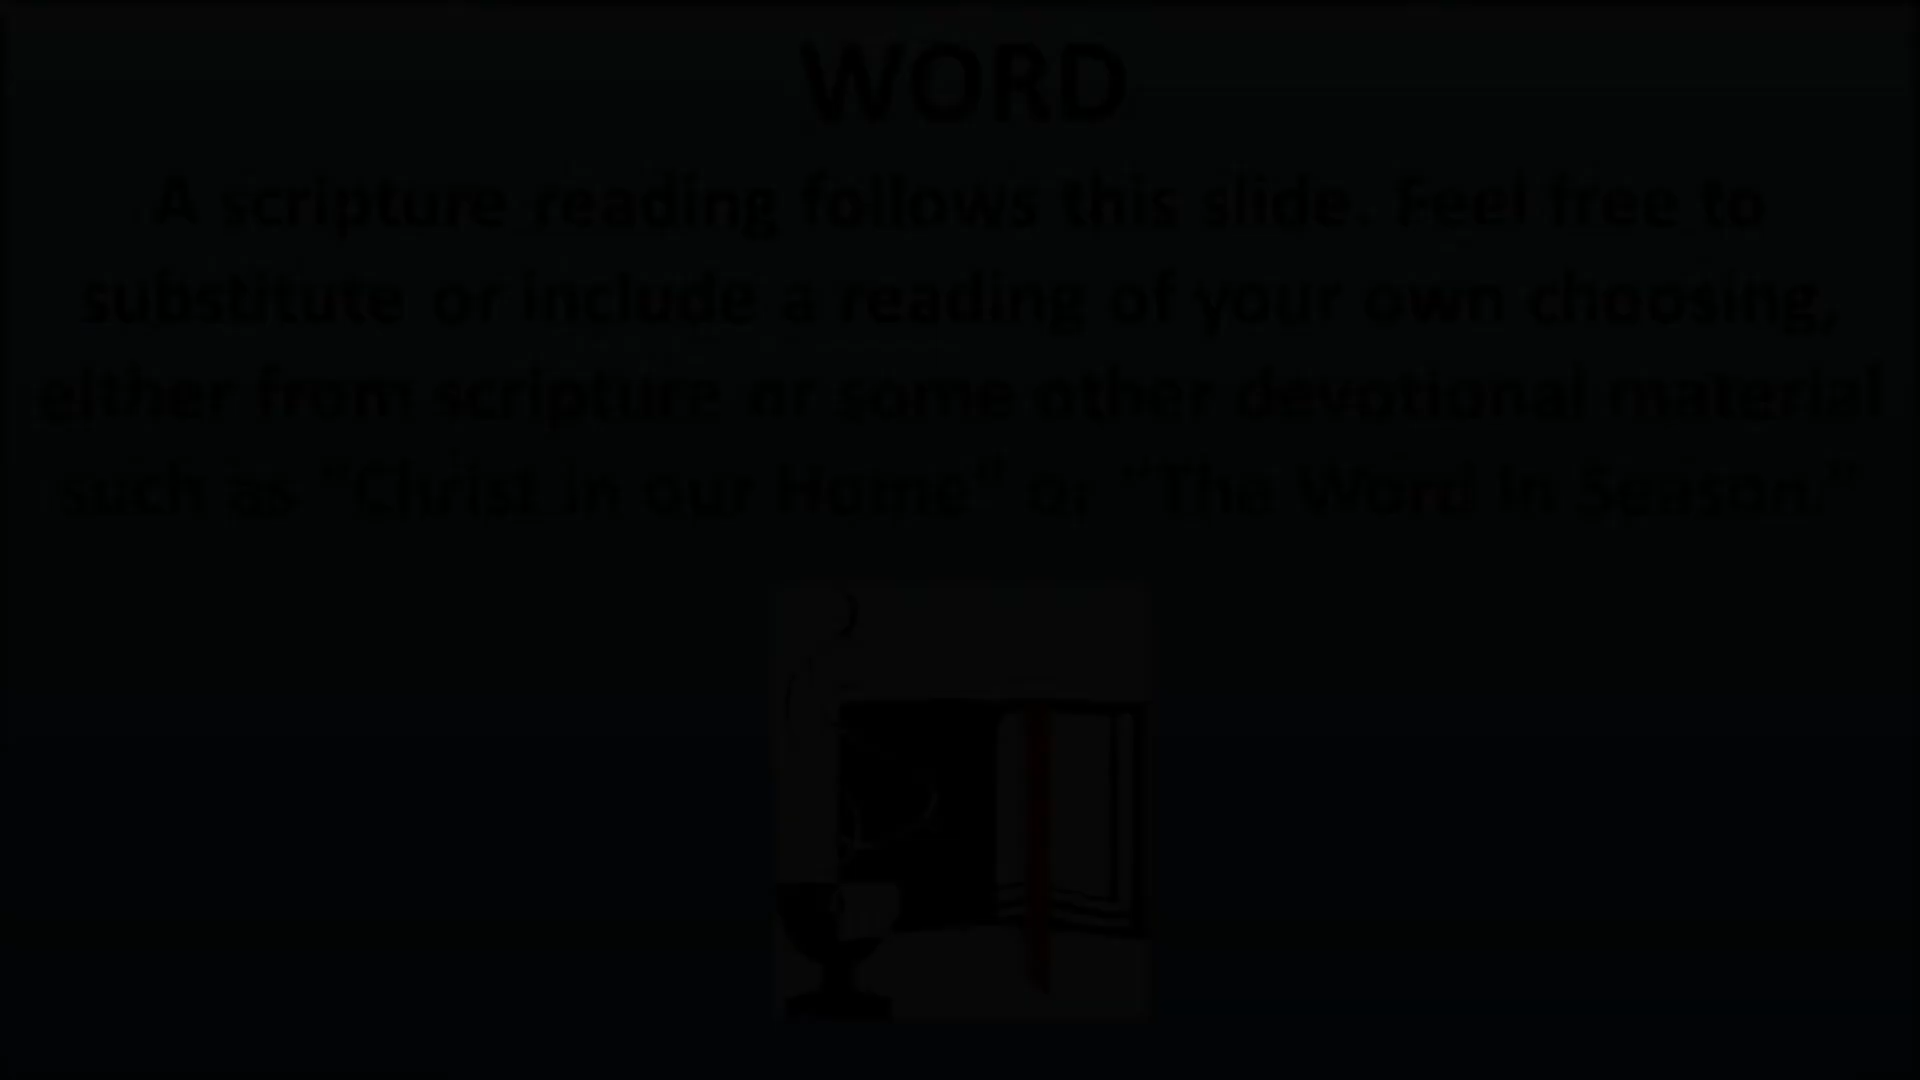 WORD
A scripture reading follows this slide. Feel free to
substitute or include a reading of your own choosing,
either from scripture or some other devotional material
such as "Christ in our Home" or "The Word in Season."